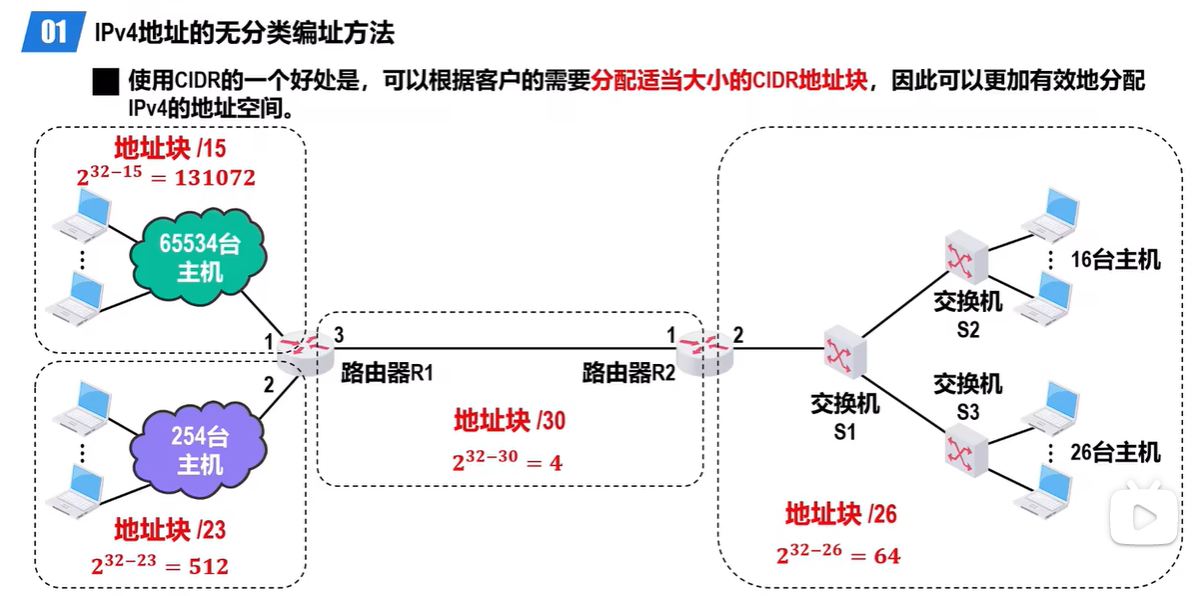 01 IPv4地址的无分类编址方法
使用CIDR的一个好处是，可以根据客户的需要分配适当大小的CIDR地址块，因此可以更加有效地分配
IPv4的地址空间。
地址块 /15
2^{32−15} = 131072
65534台
主机
1
3
路由器R1
2
254台
主机
地址块 /23
2^{32−23} = 512
地址块 /30
2^{32−30} = 4
1
2
路由器R2
交换机
S1
交换机
S2
16台主机
交换机
S3
26台主机
地址块 /26
2^{32−26} = 64